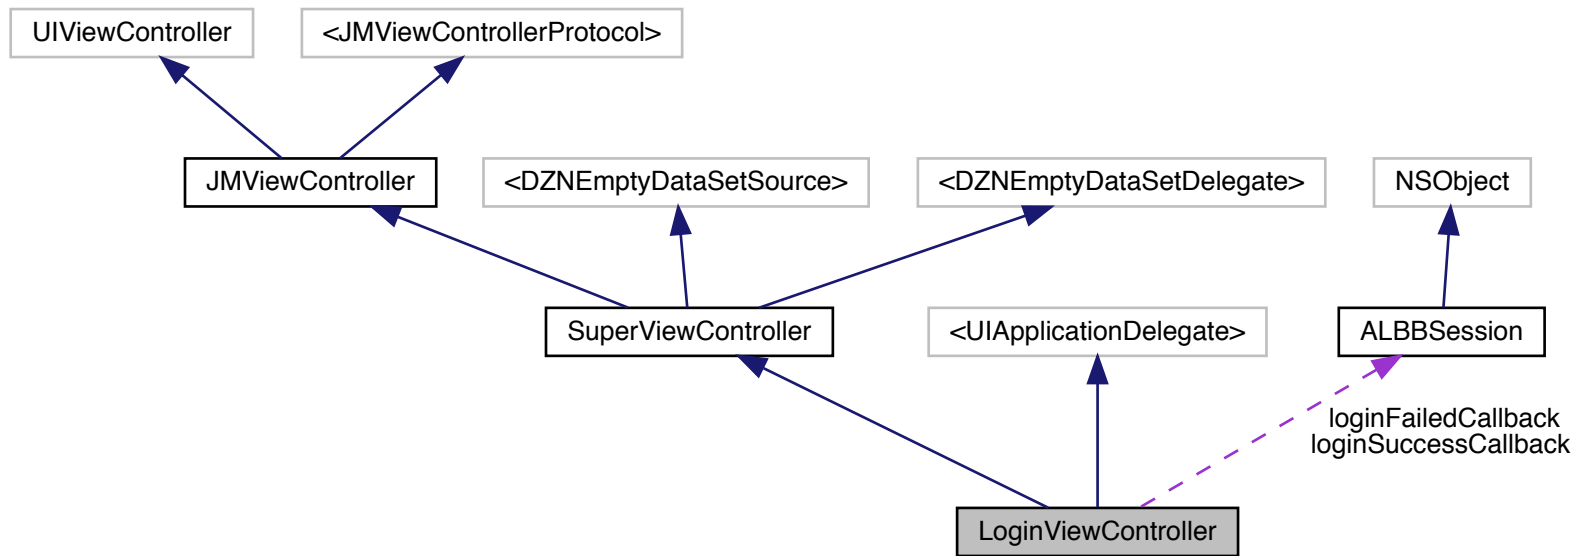 UIViewController
<JMViewControllerProtocol>
JMViewController
<DZNEmptyDataSetSource>
<DZNEmptyDataSetDelegate>
NSObject
SuperViewController
<UIApplicationDelegate>
ALBBSession
loginFailedCallback
loginSuccessCallback
LoginViewController